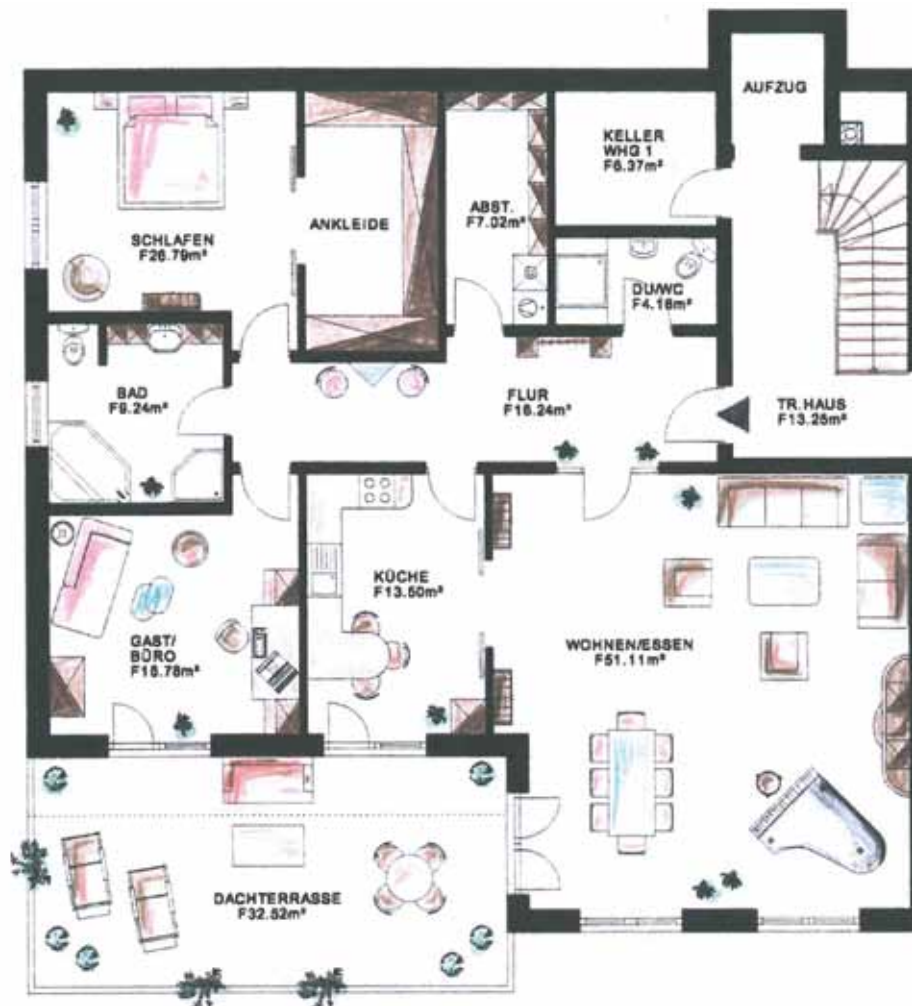 AUFZUG
KELLER
WHG 1
F6.37m²
ABST.
F7.02m²
ANKLEIDE
SCHLAFEN
F26.79m²
DU/WC
F4.18m²
BAD
F9.24m²
FLUR
F16.24m²
TR. HAUS
F13.25m²
KÜCHE
F13.50m²
GAST/
BÜRO
F16.78m²
WOHNEN/ESSEN
F51.11m²
DACHTERRASSE
F32.52m²